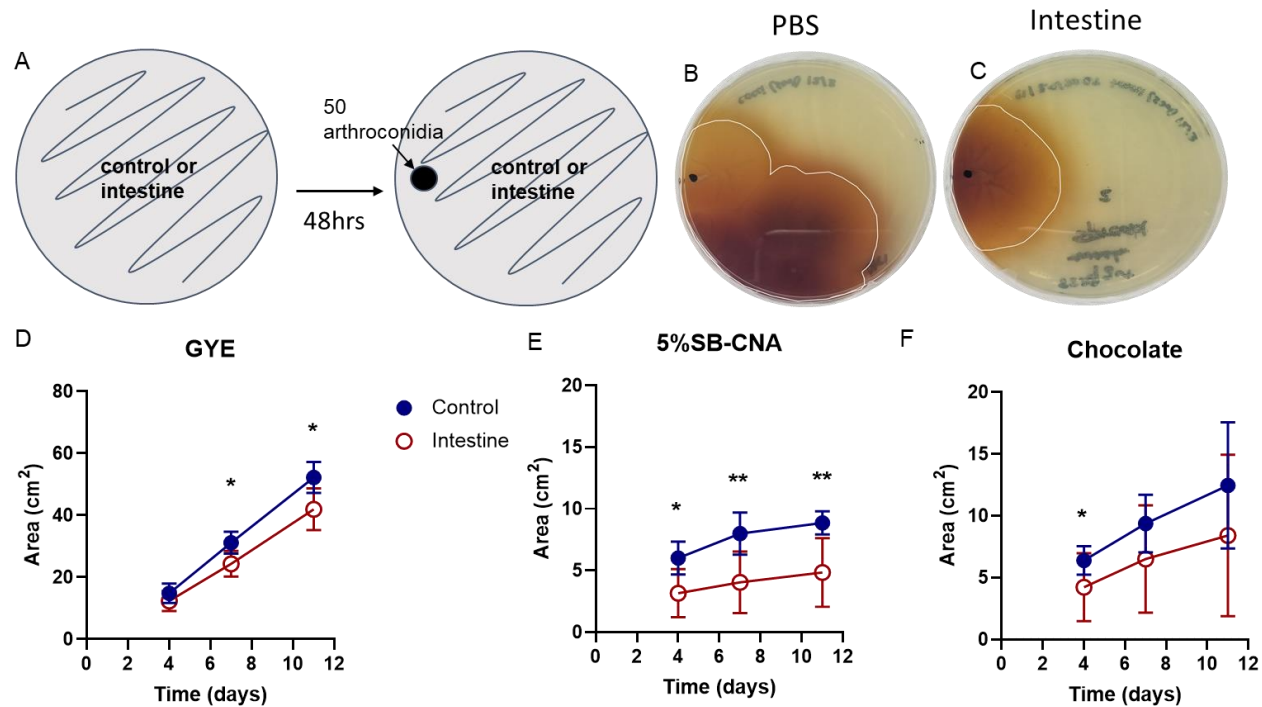 PBS
Intestine
A
B
C
50
arthroconidia
control or
intestine
control or
intestine
48hrs
D
GYE
E
5%SB-CNA
F
Chocolate
Control
Intestine
80
60
40
20
0
Area (cm²)
*
*
0 2 4 6 8 10 12
Time (days)
20
15
10
5
0
Area (cm²)
*
**
**
0 2 4 6 8 10 12
Time (days)
20
15
10
5
0
Area (cm²)
*
0 2 4 6 8 10 12
Time (days)